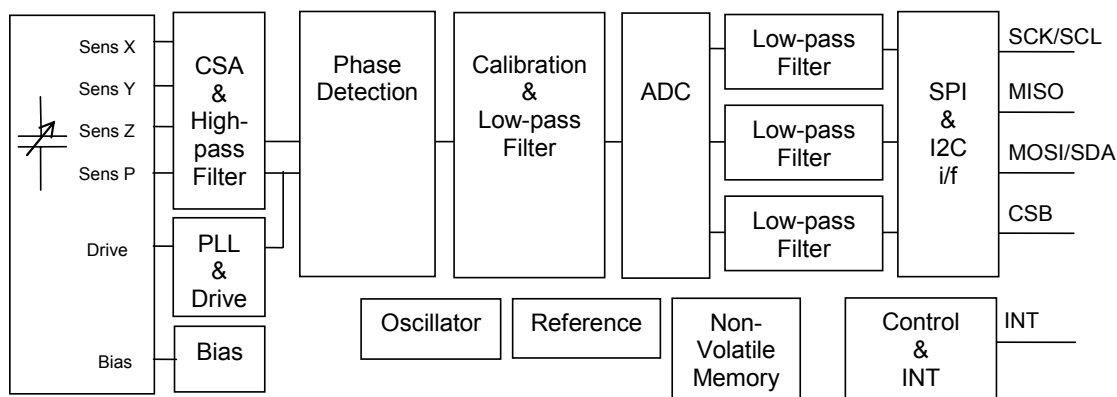 Sens X
Sens Y
Sens Z
Sens P
Drive
Bias
CSA
&
High-
pass
Filter
PLL
&
Drive
Bias
Phase
Detection
Calibration
&
Low-pass
Filter
ADC
Low-pass
Filter
Low-pass
Filter
Low-pass
Filter
SPI
&
I2C
i/f
SCK/SCL
MISO
MOSI/SDA
CSB
Oscillator
Reference
Non-
Volatile
Memory
Control
&
INT
INT